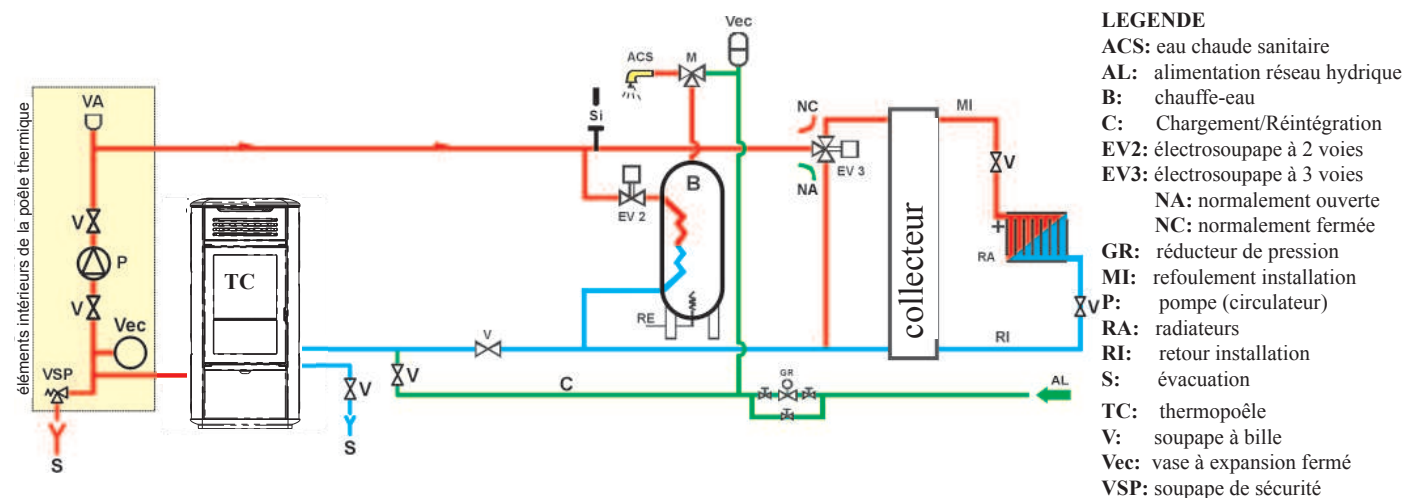 éléments intérieurs de la poêle thermique
VA
V
P
V
Vec
VSP
S
TC
V
S
V
V
C
Si
EV 2
B
RE
ACS
M
Vec
NC
NA
EV 3
GR
AL
collecteur
MI
V
RA
+
V
RI
LEGENDE
ACS: eau chaude sanitaire
AL: alimentation réseau hydrique
B: chauffe-eau
C: Chargement/Réintégration
EV2: électrosoupape à 2 voies
EV3: électrosoupape à 3 voies
NA: normalement ouverte
NC: normalement fermée
GR: réducteur de pression
MI: refoulement installation
P: pompe (circulateur)
RA: radiateurs
RI: retour installation
S: évacuation
TC: thermopoêle
V: soupape à bille
Vec: vase à expansion fermé
VSP: soupape de sécurité